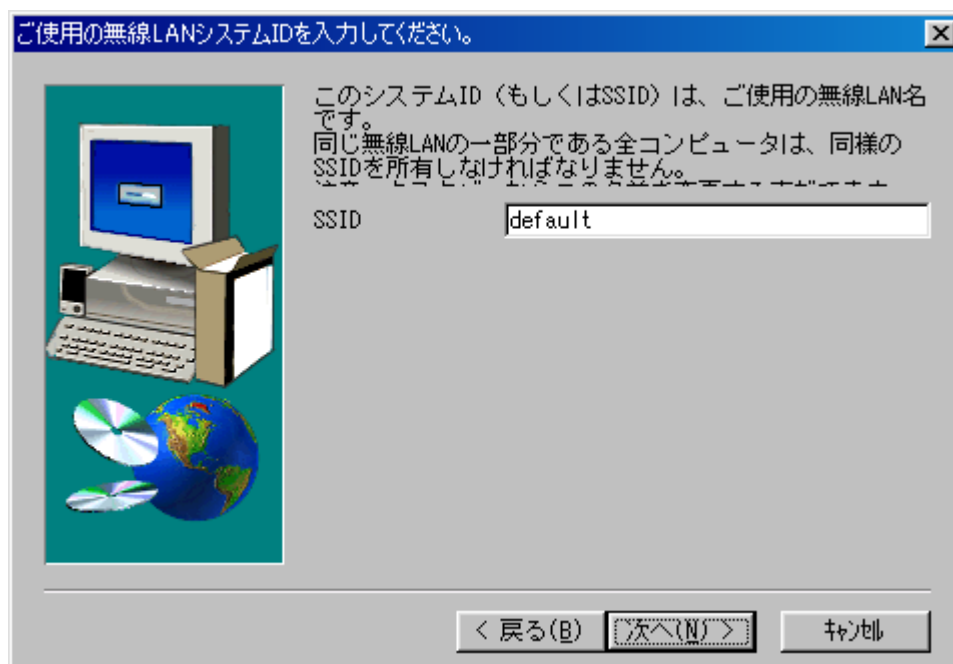 ご使用の無線LANシステムIDを入力してください。
このシステムID（もしくはSSID）は、ご使用の無線LAN名
です。
同じ無線LANの一部分である全コンピュータは、同様の
SSIDを所有しなければなりません。
SSID
default
< 戻る(B)
次へ(N) >
キャンセル